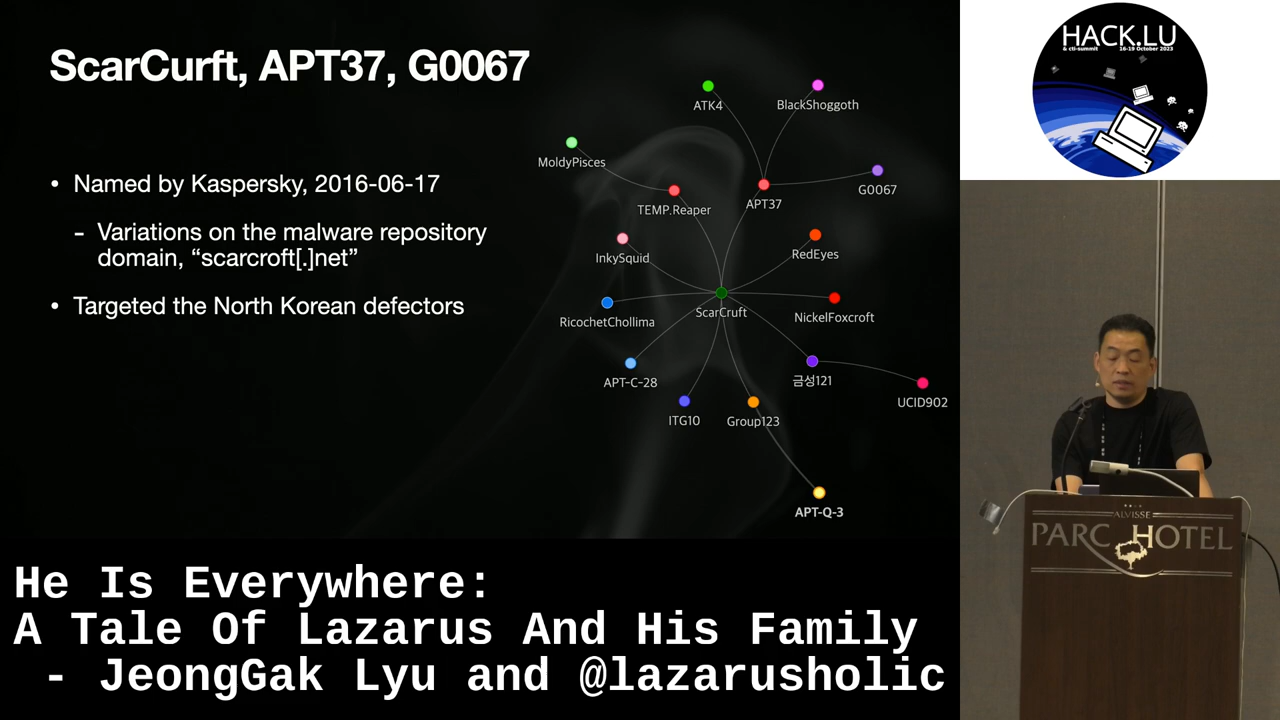 ScarCurft, APT37, G0067
• Named by Kaspersky, 2016-06-17
– Variations on the malware repository
domain, “scarcroft[.]net”
• Targeted the North Korean defectors
ATK4
BlackShoggoth
MoldyPisces
G0067
TEMP.Reaper
APT37
InkySquid
RedEyes
RicochetChollima
ScarCruft
NickelFoxcroft
APT-C-28
금성121
UCID902
ITG10
Group123
APT-Q-3
HACK.LU
& cti-summit 16-19 October 2023
ALVISSE
PARC HOTEL
He Is Everywhere:
A Tale Of Lazarus And His Family
- JeongGak Lyu and @lazarusholic